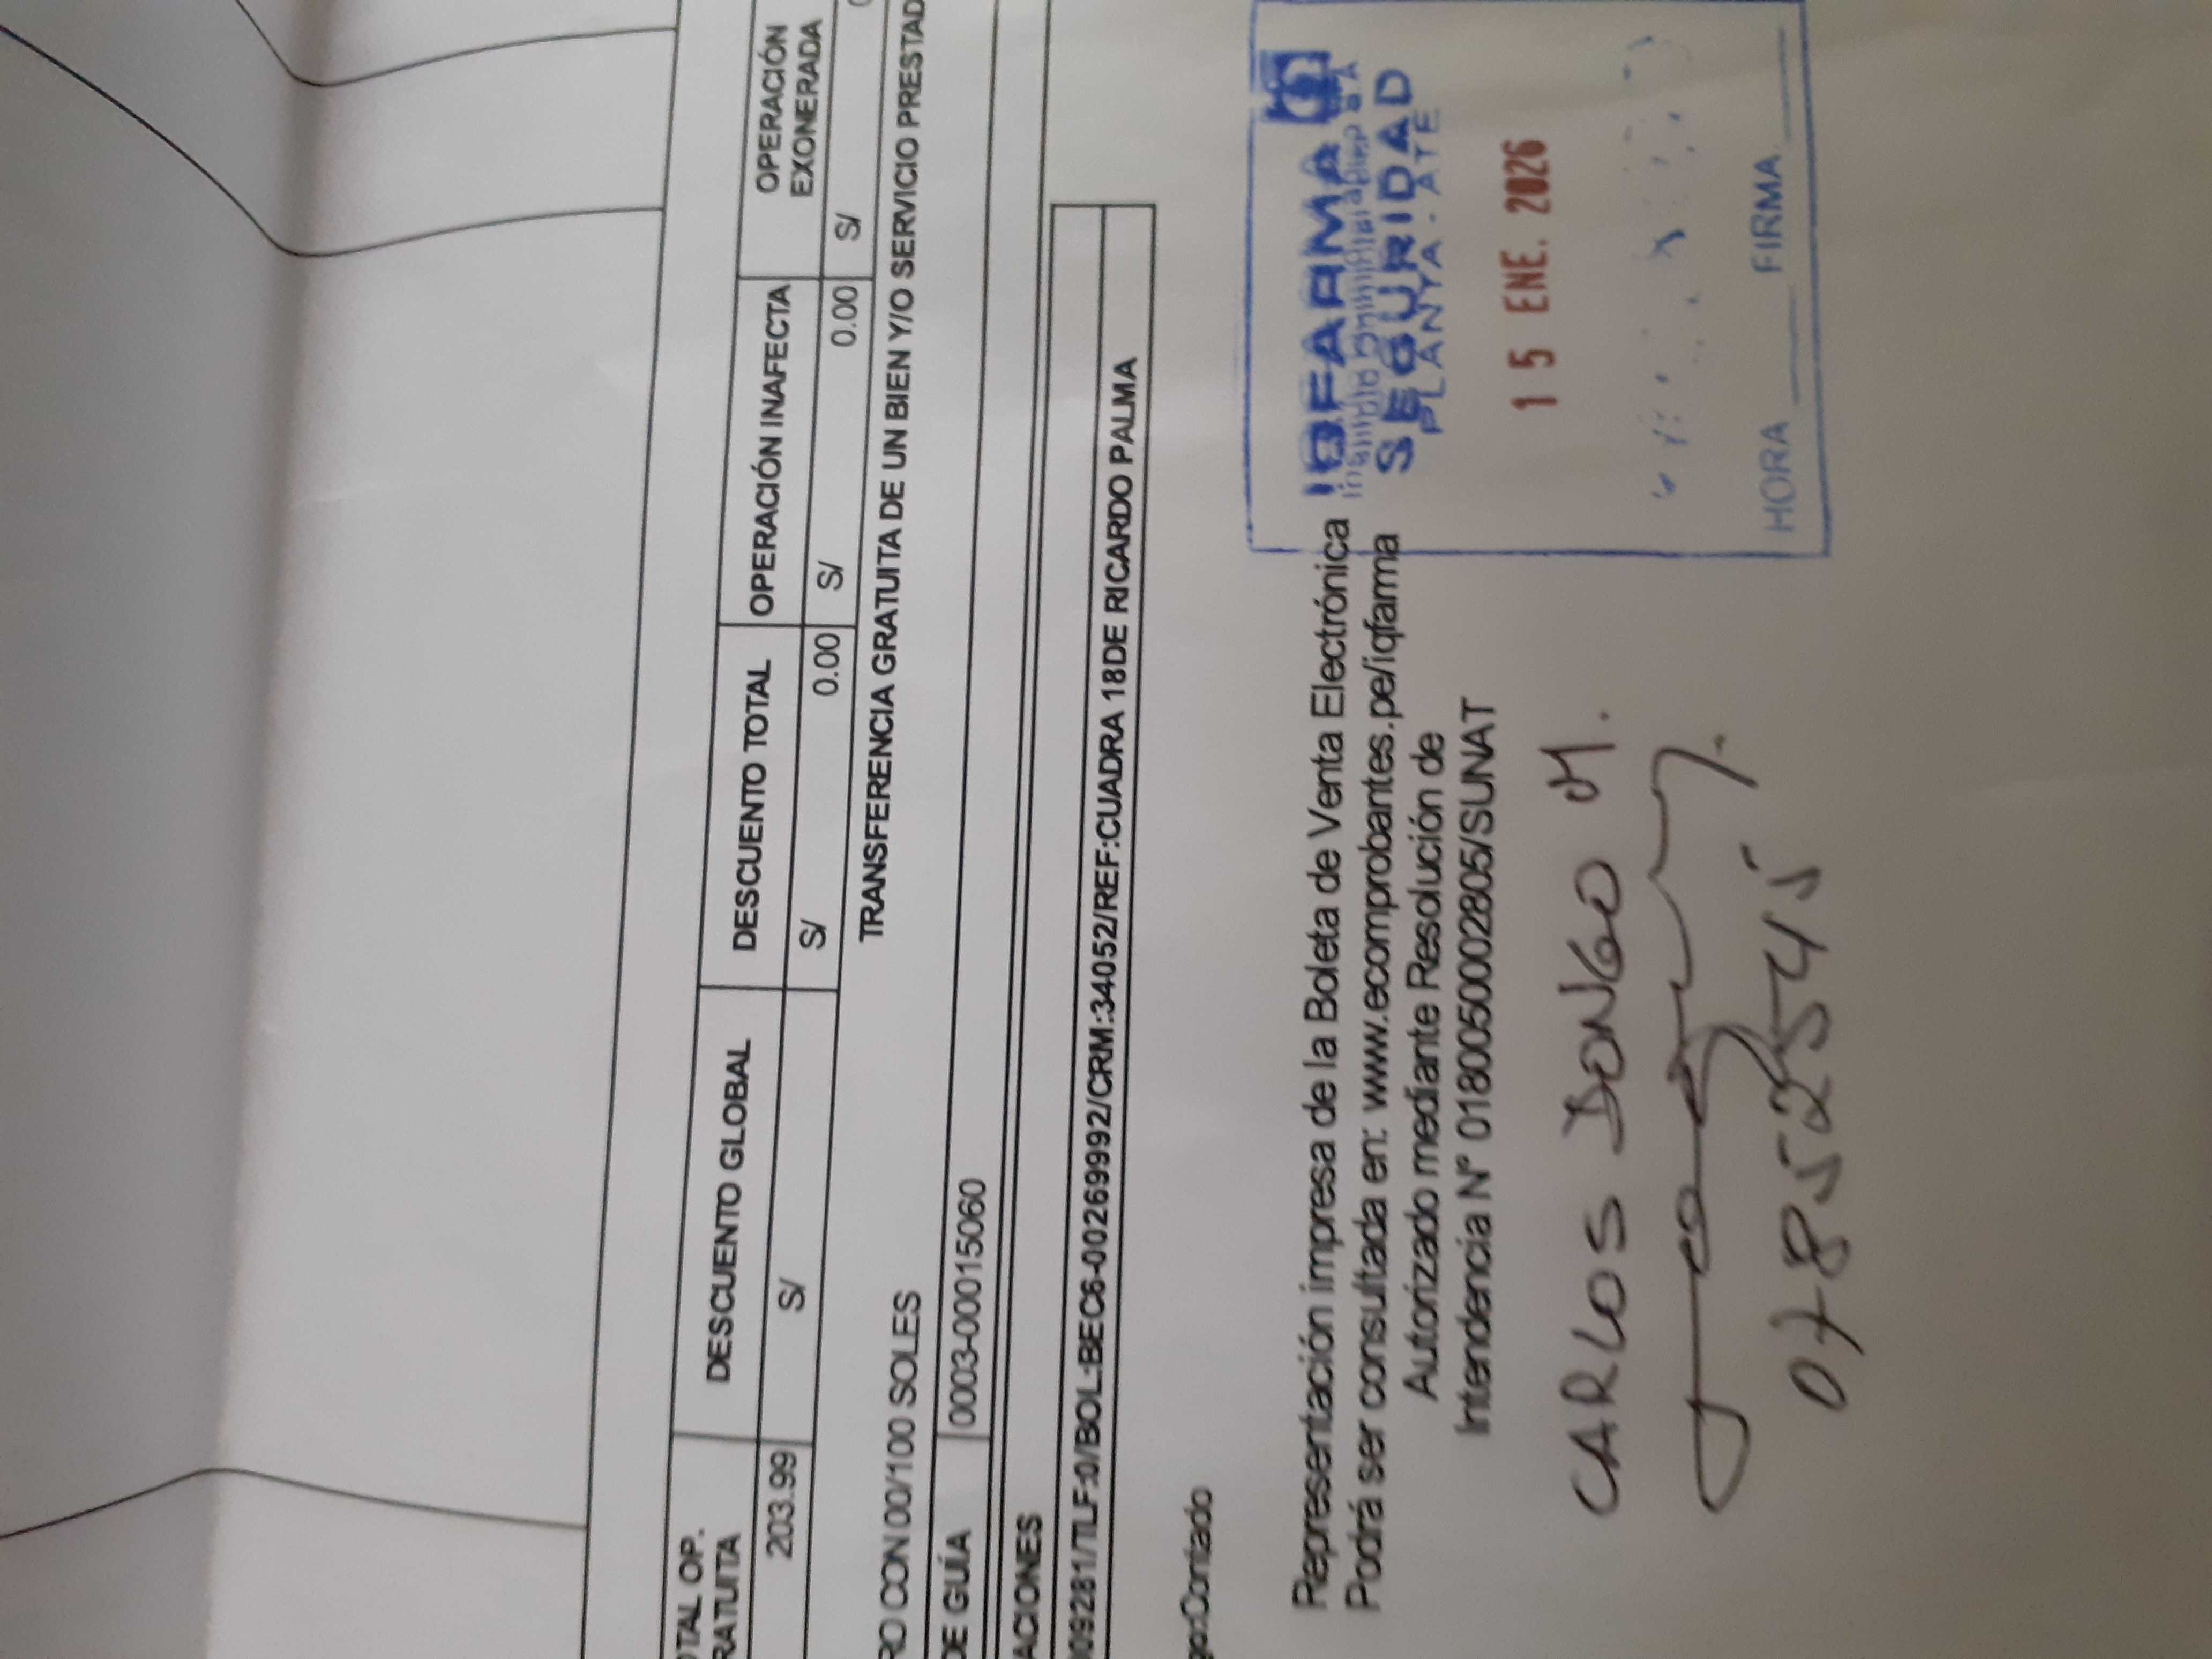 OTAL OP.
RATUITA
DESCUENTO GLOBAL
DESCUENTO TOTAL
OPERACIÓN INAFECTA
OPERACIÓN
EXONERADA
203.99
S/
S/ 0.00
S/ 0.00
S/
TRANSFERENCIA GRATUITA DE UN BIEN Y/O SERVICIO PRESTAD
RO CON 00/100 SOLES
DE GUÍA 0003-00015060
ACIONES
009281/TLF:0/BOL:BEC6-00269992/CRM:34052/REF:CUADRA 18DE RICARDO PALMA
go:Contado
Representación impresa de la Boleta de Venta Electrónica
Podrá ser consultada en: www.ecomprobantes.pe/iqfarma
Autorizado mediante Resolución de
Intendencia N° 0180050002805/SUNAT
IQFARMA
SEGURIDAD
PLANTA - ATE
15 ENE. 2026
HORA FIRMA
CARLOS DONGO M.
07852545